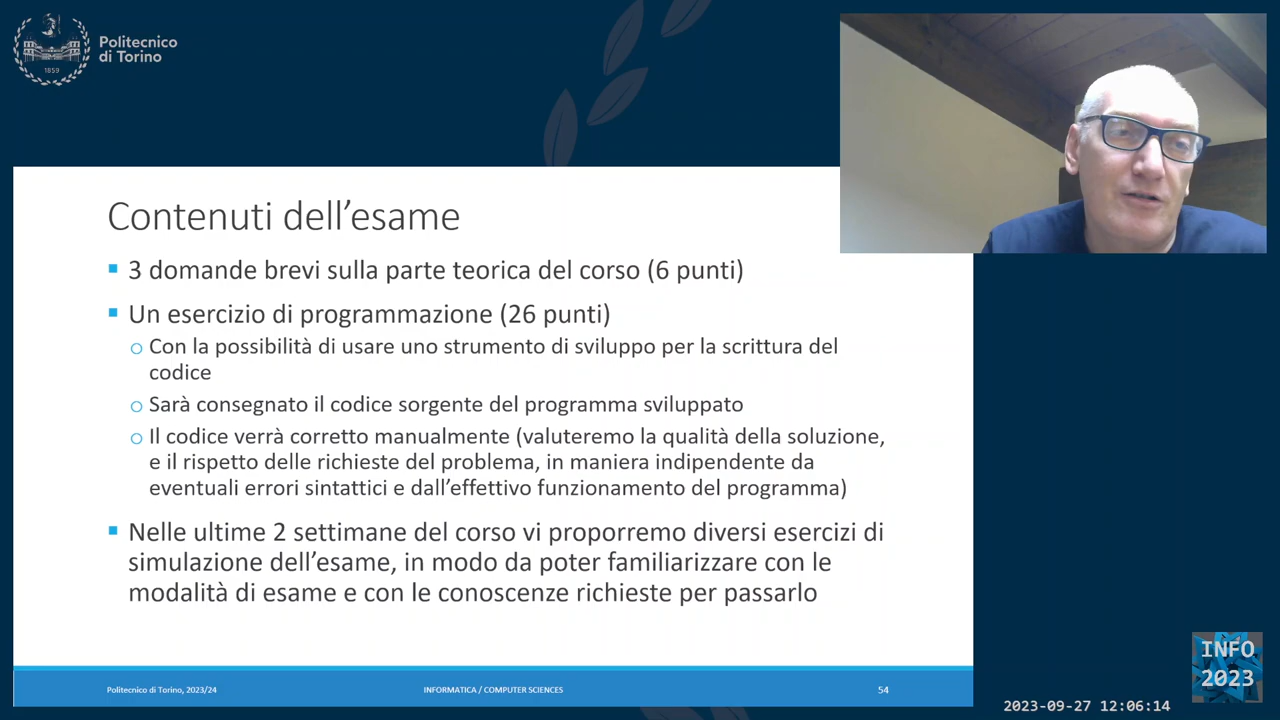 Politecnico
di Torino
1859
Contenuti dell'esame
3 domande brevi sulla parte teorica del corso (6 punti)
Un esercizio di programmazione (26 punti)
Con la possibilità di usare uno strumento di sviluppo per la scrittura del
codice
Sarà consegnato il codice sorgente del programma sviluppato
Il codice verrà corretto manualmente (valuteremo la qualità della soluzione,
e il rispetto delle richieste del problema, in maniera indipendente da
eventuali errori sintattici e dall'effettivo funzionamento del programma)
Nelle ultime 2 settimane del corso vi proporremo diversi esercizi di
simulazione dell'esame, in modo da poter familiarizzare con le
modalità di esame e con le conoscenze richieste per passarlo
Politecnico di Torino, 2023/24
INFORMATICA / COMPUTER SCIENCES
54
INFO
2023
2023-09-27 12:06:14